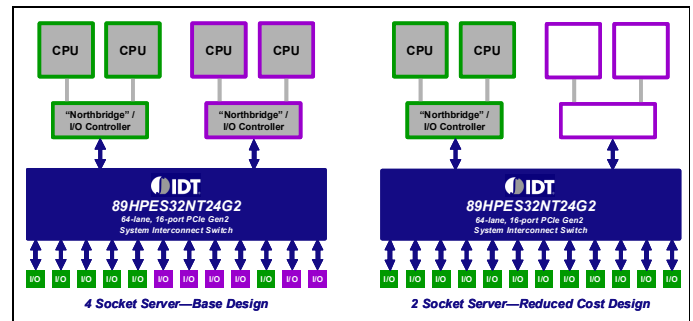 CPU
CPU
CPU
CPU
“Northbridge” /
I/O Controller
“Northbridge” /
I/O Controller
IDT
89HPES32NT24G2
64-lane, 16-port PCIe Gen2
System Interconnect Switch
I/O I/O I/O I/O I/O I/O I/O I/O I/O I/O I/O I/O
4 Socket Server—Base Design
CPU
CPU
“Northbridge” /
I/O Controller
IDT
89HPES32NT24G2
64-lane, 16-port PCIe Gen2
System Interconnect Switch
I/O I/O I/O I/O I/O I/O I/O I/O I/O I/O I/O I/O
2 Socket Server—Reduced Cost Design